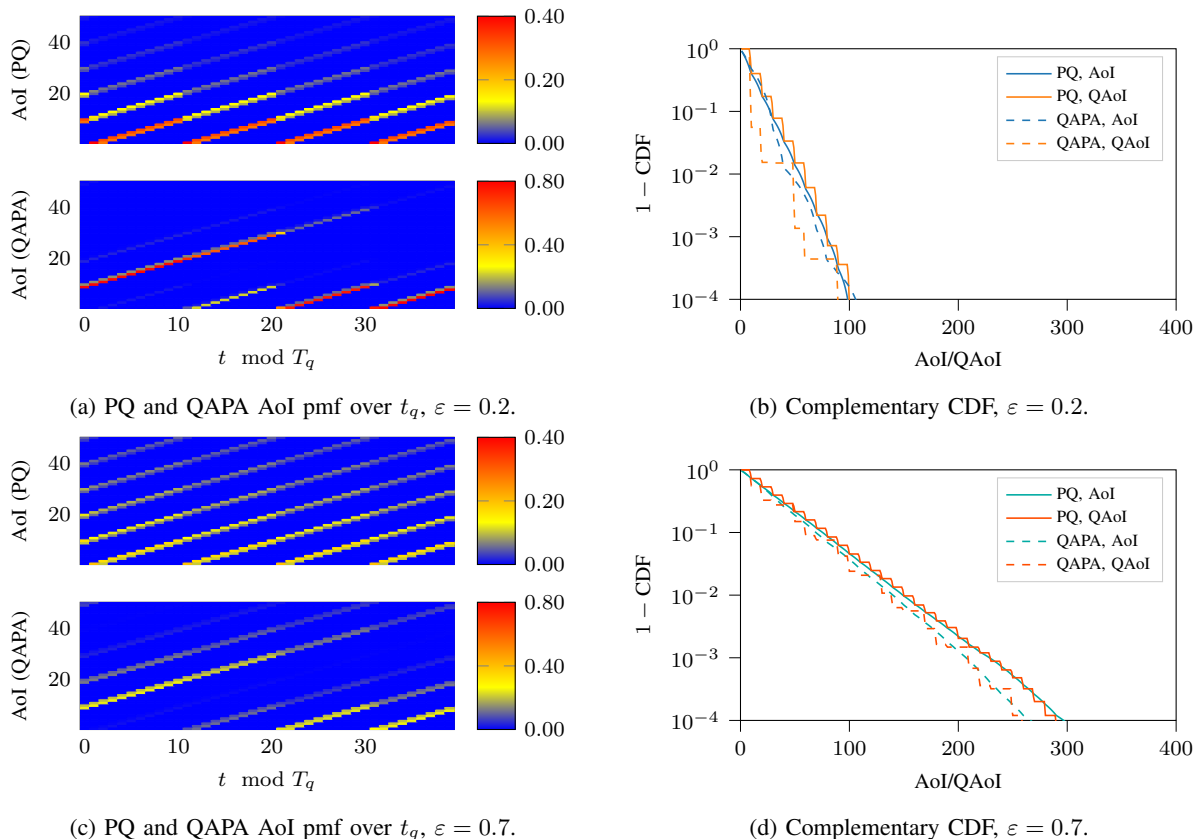 AoI (PQ)
40
20
0.40
0.20
0.00
AoI (QAPA)
40
20
0.80
0.40
0.00
0 10 20 30
t mod T_q
(a) PQ and QAPA AoI pmf over t_q, ε = 0.2.
1 − CDF
10^0
10^−1
10^−2
10^−3
10^−4
PQ, AoI
PQ, QAoI
QAPA, AoI
QAPA, QAoI
0 100 200 300 400
AoI/QAoI
(b) Complementary CDF, ε = 0.2.
AoI (PQ)
40
20
0.40
0.20
0.00
AoI (QAPA)
40
20
0.80
0.40
0.00
0 10 20 30
t mod T_q
(c) PQ and QAPA AoI pmf over t_q, ε = 0.7.
1 − CDF
10^0
10^−1
10^−2
10^−3
10^−4
PQ, AoI
PQ, QAoI
QAPA, AoI
QAPA, QAoI
0 100 200 300 400
AoI/QAoI
(d) Complementary CDF, ε = 0.7.